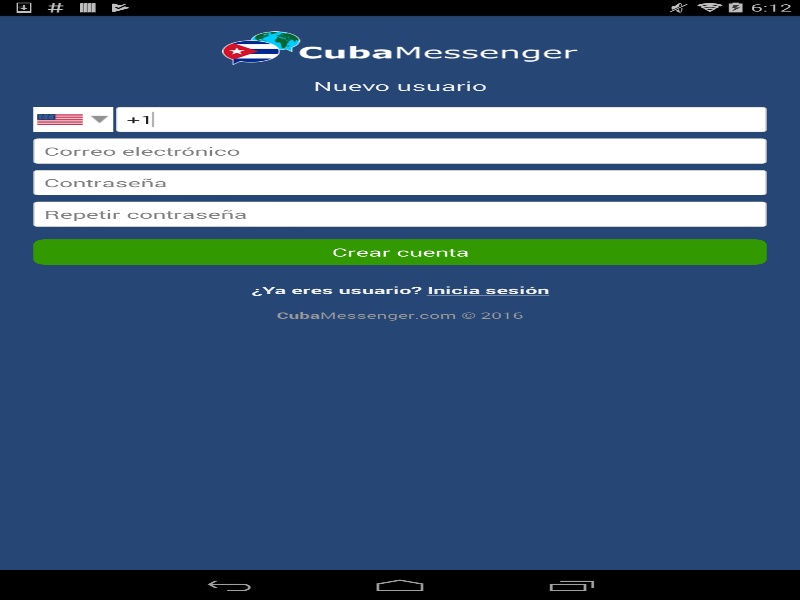 6:12
CubaMessenger
Nuevo usuario
+1
Correo electrónico
Contraseña
Repetir contraseña
Crear cuenta
¿Ya eres usuario? Inicia sesión
CubaMessenger.com © 2016